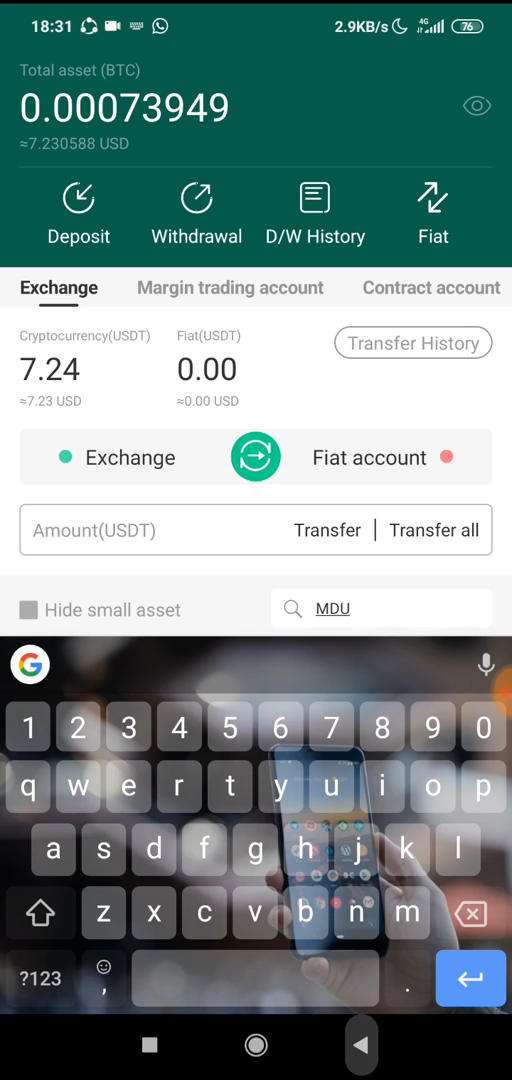 18:31 2.9KB/s 4G 76
Total asset (BTC)
0.00073949
≈7.230588 USD
Deposit Withdrawal D/W History Fiat
Exchange Margin trading account Contract account
Cryptocurrency(USDT) Fiat(USDT)
7.24 0.00 Transfer History
≈7.23 USD ≈0.00 USD
Exchange Fiat account
Amount(USDT) Transfer | Transfer all
Hide small asset MDU
G
1 2 3 4 5 6 7 8 9 0
q w e r t y u i o p
a s d f g h j k l
z x c v b n m
?123 , .